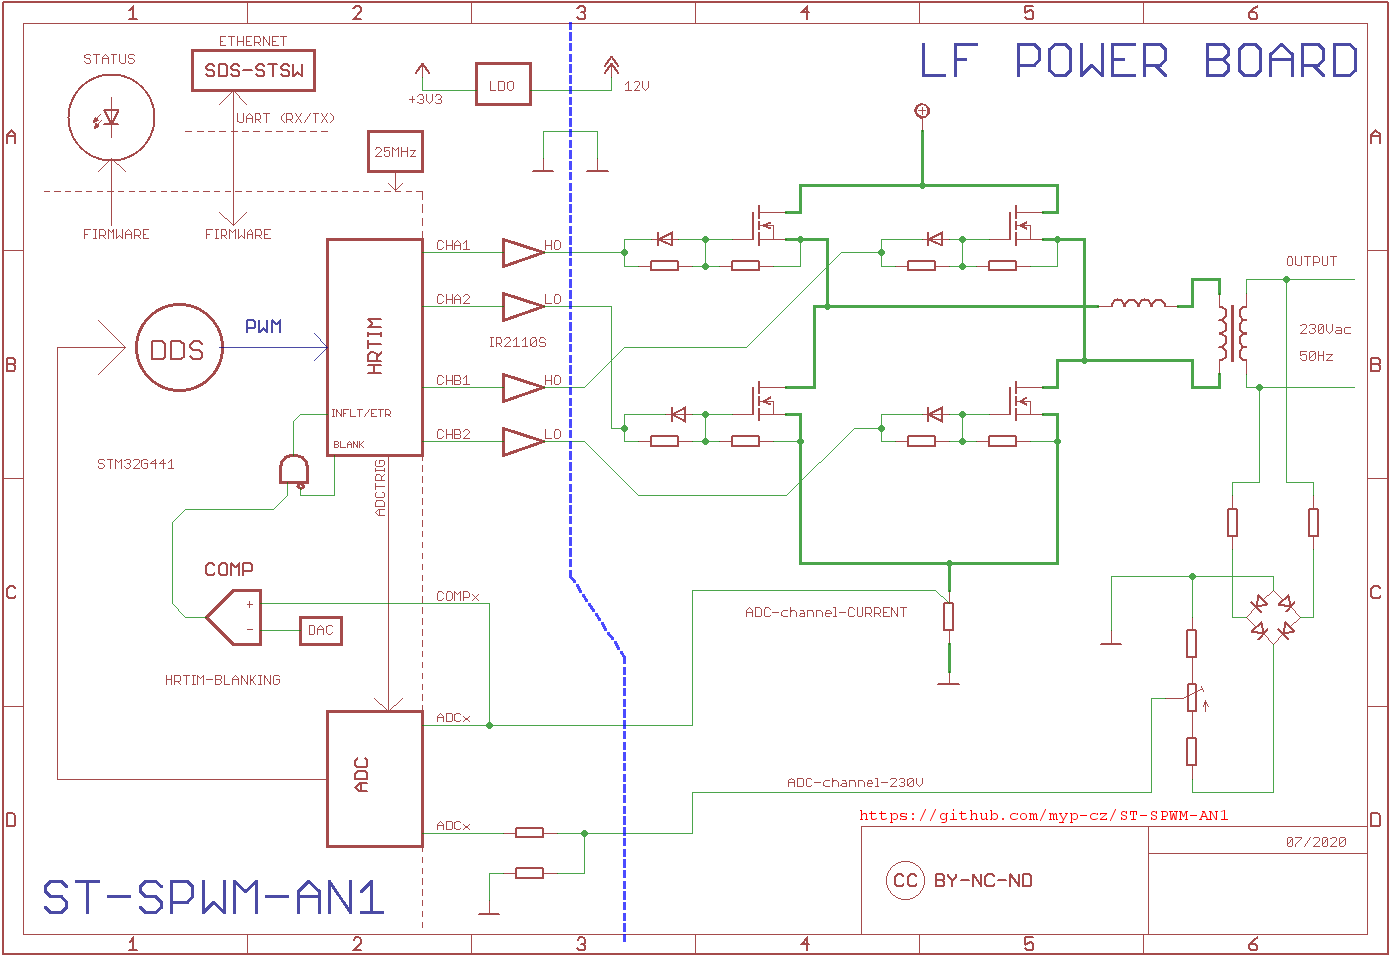 1 2 3 4 5 6
ETHERNET
STATUS
SDS-STSW
LF POWER BOARD
LDO
+3V3
12V
UART (RX/TX)
A
A
25MHz
FIRMWARE
FIRMWARE
CHA1
HO
OUTPUT
CHA2
LO
PWM
HRTIM
230Vac
IR2110S
DDS
50Hz
B
B
CHB1
HO
INFLT/ETR
CHB2
LO
BLANK
STM32G441
ADCTRIG
COMP
C
C
COMPx
+
-
DAC
ADC-channel-CURRENT
HRTIM-BLANKING
ADCx
ADC
ADC-channel-230V
https://github.com/myp-cz/ST-SPWM-AN1
D
D
ADCx
07/2020
CC BY-NC-ND
ST-SPWM-AN1
1 2 3 4 5 6